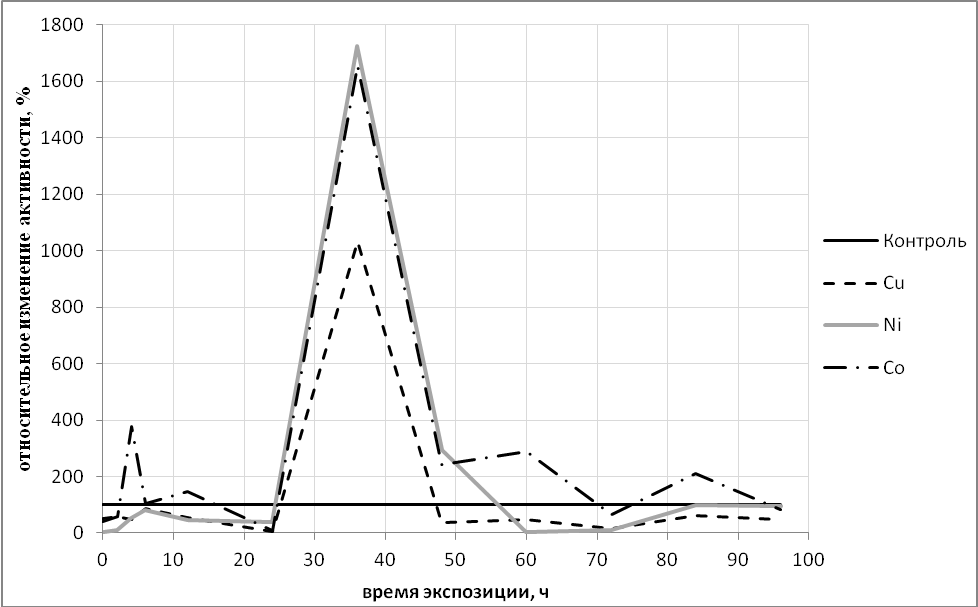 относительное изменение активности, %
1800
1600
1400
1200
1000
800
600
400
200
0
0 10 20 30 40 50 60 70 80 90 100
время экспозиции, ч
Контроль
Cu
Ni
Co